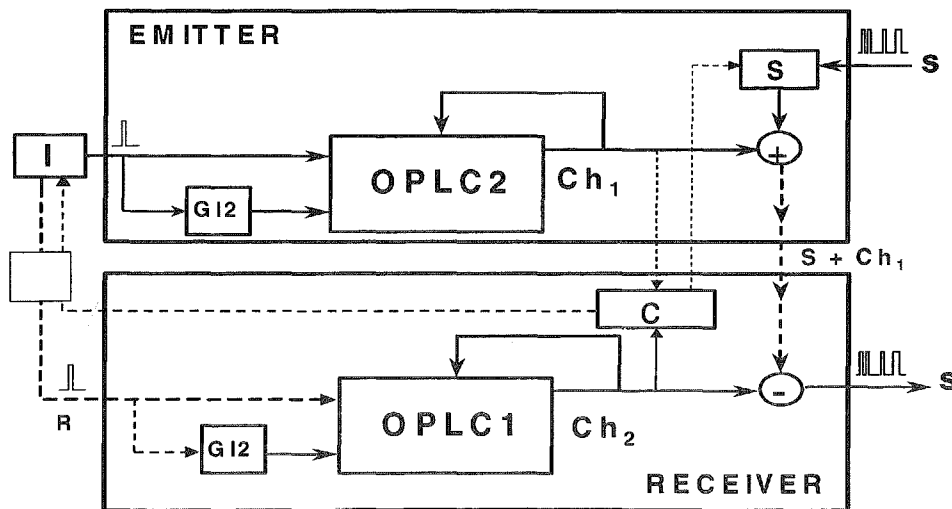 EMITTER
S
S
I
OPLC2
Ch1
+
GI2
S + Ch1
C
R
OPLC1
Ch2
-
S
GI2
RECEIVER